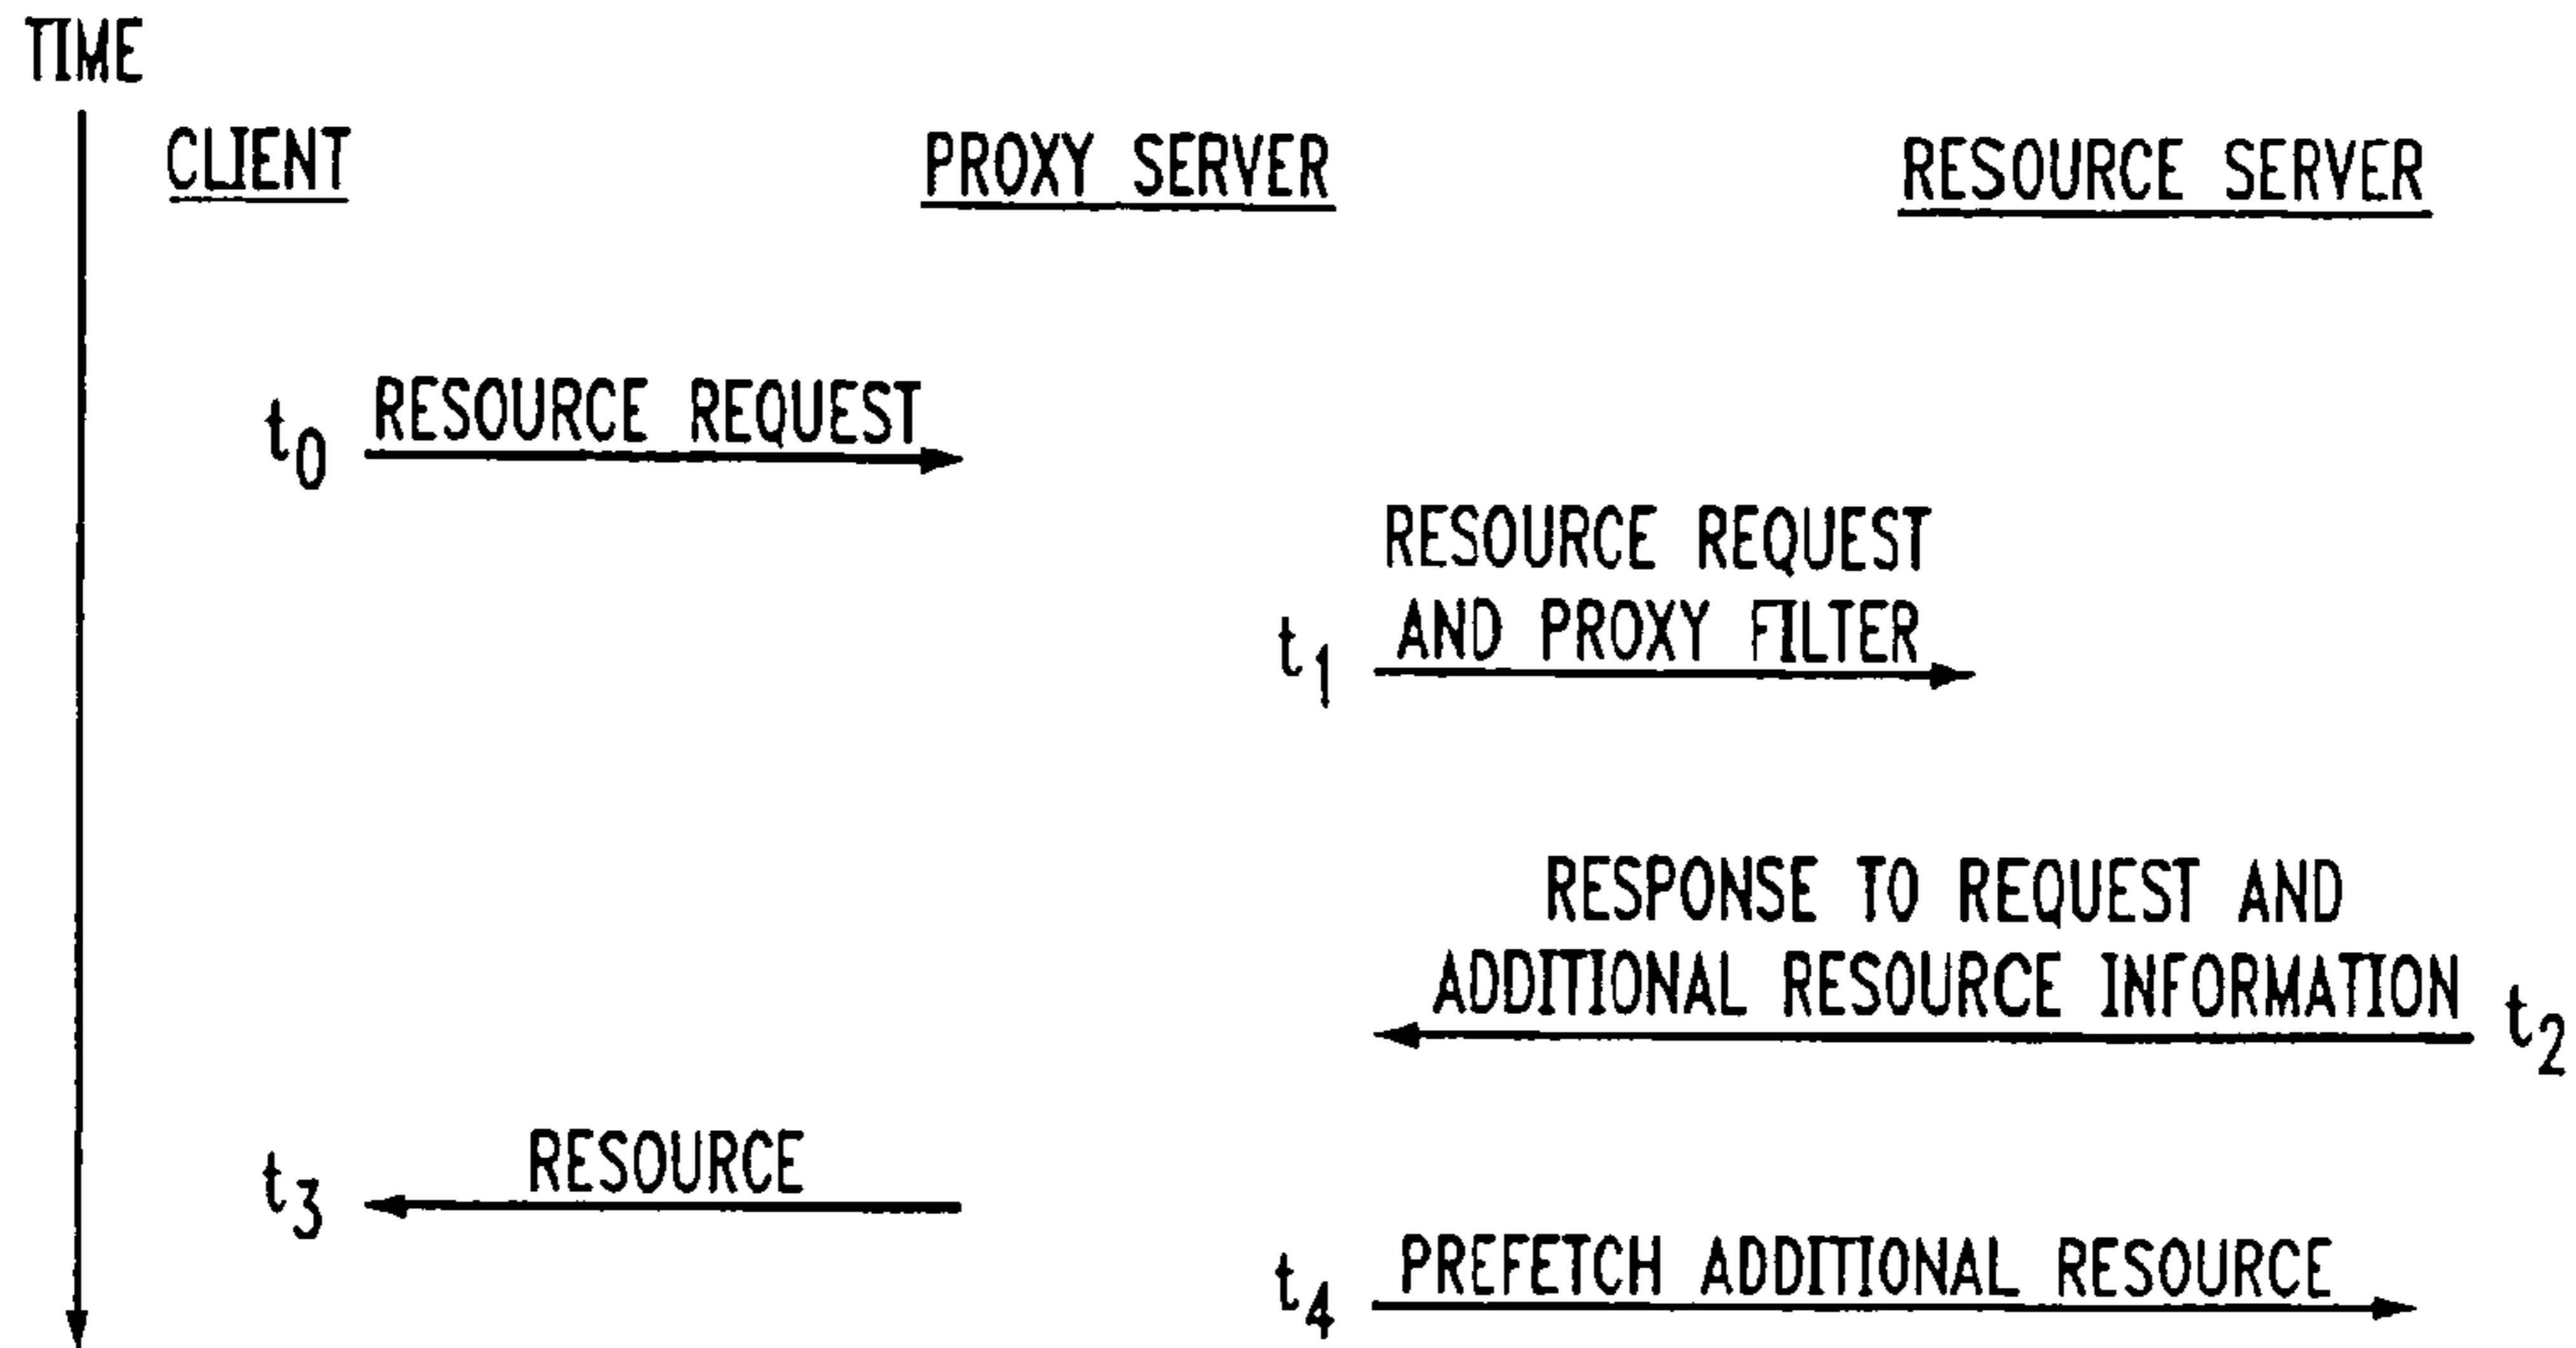 TIME
CLIENT
PROXY SERVER
RESOURCE SERVER
t0 RESOURCE REQUEST
RESOURCE REQUEST
t1 AND PROXY FILTER
RESPONSE TO REQUEST AND
ADDITIONAL RESOURCE INFORMATION t2
t3 RESOURCE
t4 PREFETCH ADDITIONAL RESOURCE